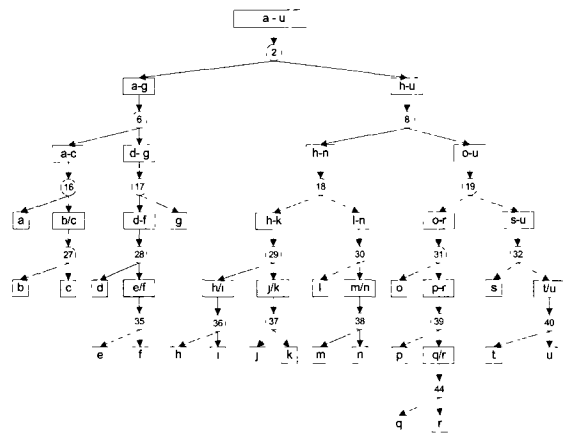 a - u
2
a-g h-u
6 8
a-c d- g h-n o-u
16 17 18 19
a b/c d-f g h-k l-n o-r s-u
27 28 29 30 31 32
b c d e/f h/i j/k l m/n o p-r s t/u
35 36 37 38 39 40
e f h i j k m n p q/r t u
44
q r